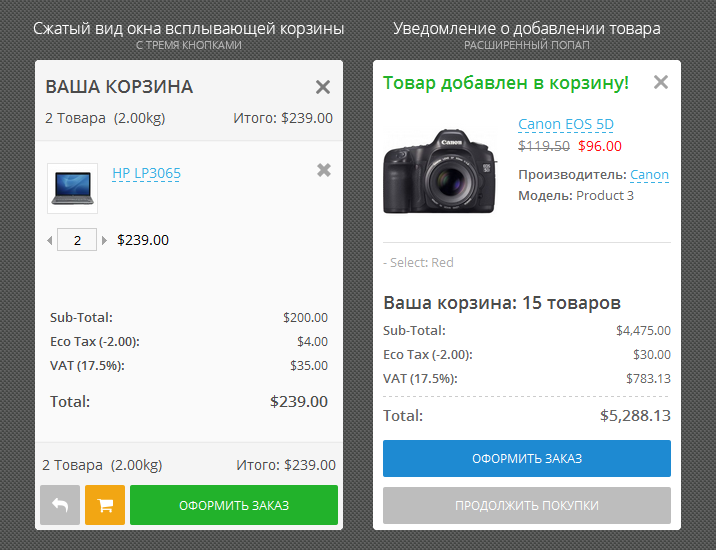 Сжатый вид окна всплывающей корзины
С ТРЕМЯ КНОПКАМИ
ВАША КОРЗИНА
2 Товара (2.00kg) Итого: $239.00
HP LP3065
2 $239.00
Sub-Total: $200.00
Eco Tax (-2.00): $4.00
VAT (17.5%): $35.00
Total: $239.00
2 Товара (2.00kg) Итого: $239.00
ОФОРМИТЬ ЗАКАЗ
Уведомление о добавлении товара
РАСШИРЕННЫЙ ПОПАП
Товар добавлен в корзину!
Canon
Canon EOS 5D
$119.50 $96.00
Производитель: Canon
Модель: Product 3
- Select: Red
Ваша корзина: 15 товаров
Sub-Total: $4,475.00
Eco Tax (-2.00): $30.00
VAT (17.5%): $783.13
Total: $5,288.13
ОФОРМИТЬ ЗАКАЗ
ПРОДОЛЖИТЬ ПОКУПКИ